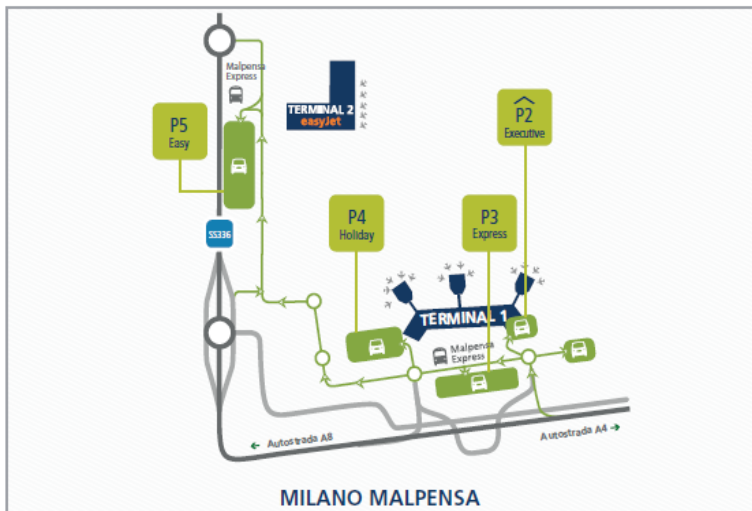 Malpensa
Express
TERMINAL 2
easyJet
P2
Executive
P5
Easy
P4
Holiday
P3
Express
SS336
TERMINAL 1
Malpensa
Express
Autostrada A8
Autostrada A4
MILANO MALPENSA